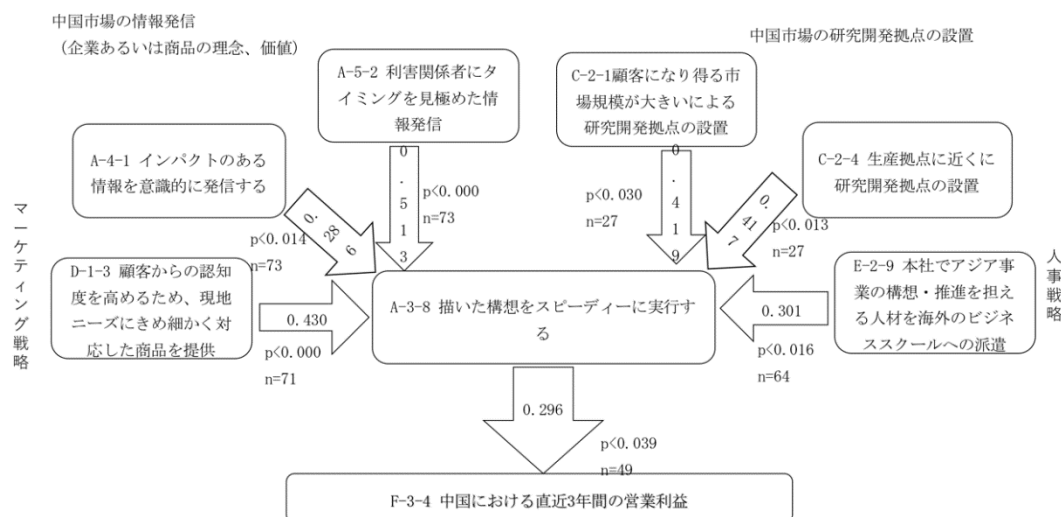 中国市場の情報発信
（企業あるいは商品の理念、価値）
中国市場の研究開発拠点の設置
A-5-2 利害関係者にタ
イミングを見極めた情
報発信
C-2-1顧客になり得る市
場規模が大きいによる
研究開発拠点の設置
A-4-1 インパクトのある
情報を意識的に発信する
C-2-4 生産拠点に近くに
研究開発拠点の設置
0.513
p<0.000
n=73
0.419
p<0.030
n=27
0.286
p<0.014
n=73
0.417
p<0.013
n=27
マーケティング戦略
D-1-3 顧客からの認知
度を高めるため、現地
ニーズにきめ細かく対
応した商品を提供
0.430
p<0.000
n=71
A-3-8 描いた構想をスピーディーに実行す
る
0.301
p<0.016
n=64
E-2-9 本社でアジア事
業の構想・推進を担え
る人材を海外のビジネ
ススクールへの派遣
人事戦略
0.296
p<0.039
n=49
F-3-4 中国における直近3年間の営業利益